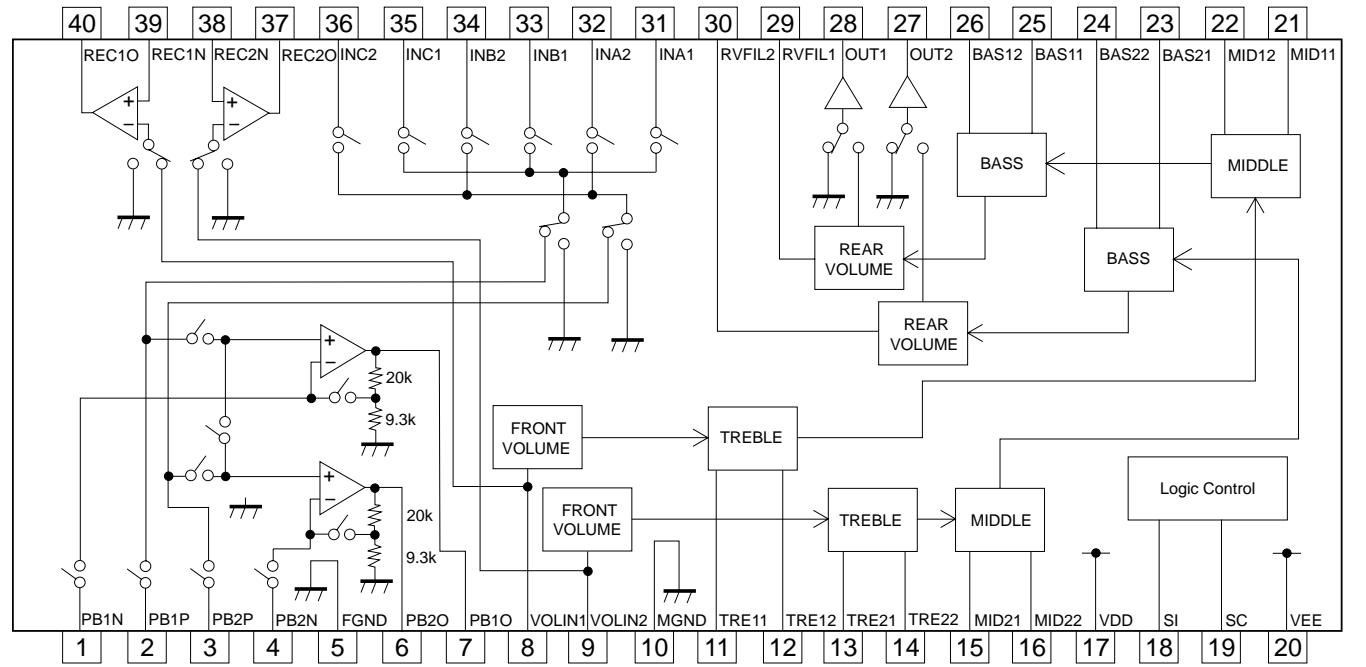 40 39 38 37 36 35 34 33 32 31 30 29 28 27 26 25 24 23 22 21
REC1O REC1N REC2N REC2O INC2 INC1 INB2 INB1 INA2 INA1 RVFIL2 RVFIL1 OUT1 OUT2 BAS12 BAS11 BAS22 BAS21 MID12 MID11
+ +
− −
BASS MIDDLE
REAR
VOLUME
BASS
REAR
VOLUME
+
−
20k
9.3k
FRONT
VOLUME
TREBLE
+
−
20k
9.3k
FRONT
VOLUME
TREBLE
MIDDLE
Logic Control
PB1N PB1P PB2P PB2N FGND PB2O PB1O VOLIN1 VOLIN2 MGND TRE11 TRE12 TRE21 TRE22 MID21 MID22 VDD SI SC VEE
1 2 3 4 5 6 7 8 9 10 11 12 13 14 15 16 17 18 19 20